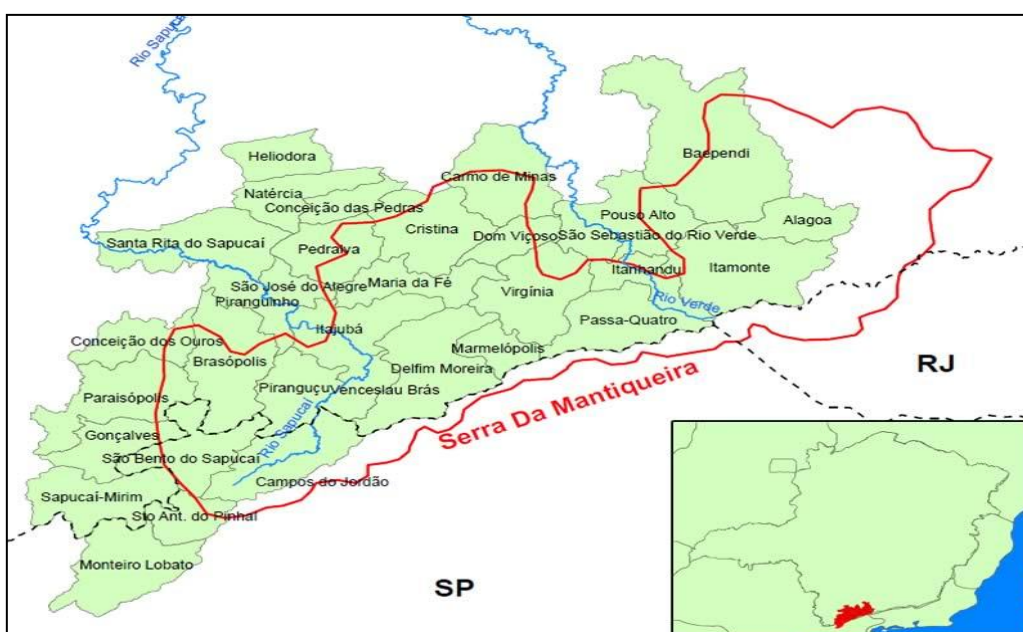 Rio Sapucaí
Heliodora
Natércia
Conceição das Pedras
Carmo de Minas
Baependi
Santa Rita do Sapucaí
Pedralva
Cristina
Dom Viçoso
Pouso Alto
São Sebastião do Rio Verde
Alagoa
São José do Alegre
Maria da Fé
Itanhandu
Itamonte
Piranguinho
Virgínia
Rio Verde
Itajubá
Passa-Quatro
Conceição dos Ouros
Brasópolis
Marmelópolis
Delfim Moreira
Paraisópolis
Piranguçu
Venceslau Brás
RJ
Serra Da Mantiqueira
Gonçalves
Rio Sapucaí
São Bento do Sapucaí
Sapucaí-Mirim
Campos do Jordão
Sto Ant. do Pinhal
Monteiro Lobato
SP